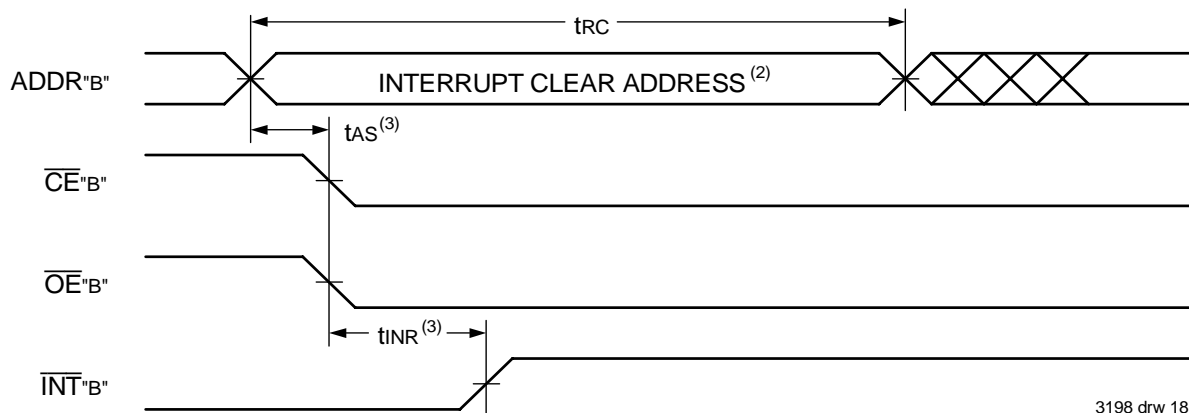 tRC
ADDR"B"
INTERRUPT CLEAR ADDRESS(2)
tAS(3)
CE"B"
OE"B"
tINR(3)
INT"B"
3198 drw 18